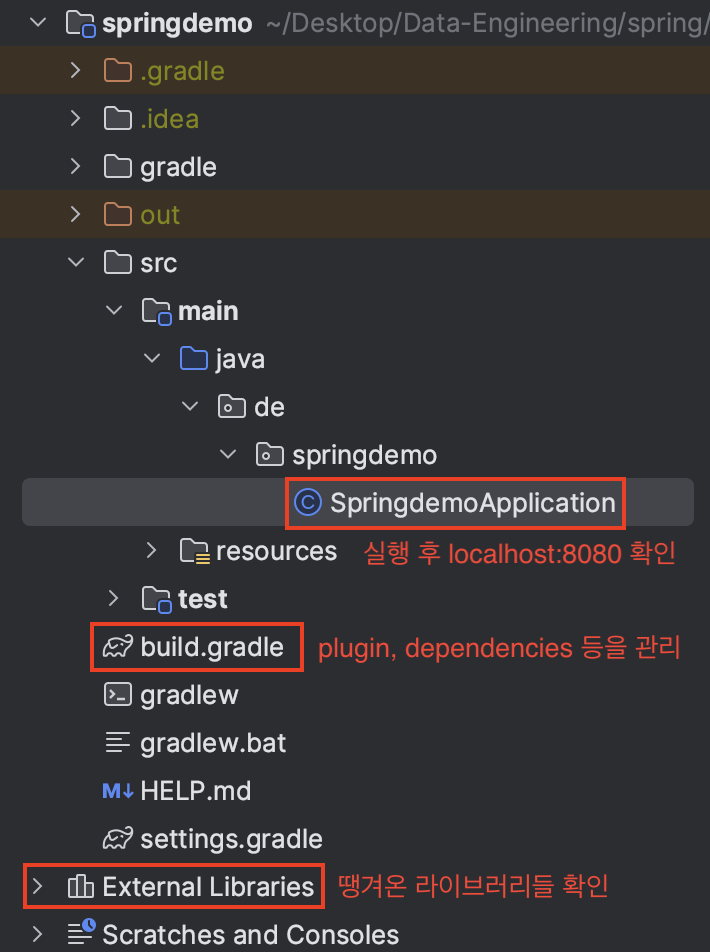 springdemo ~/Desktop/Data-Engineering/spring/
.gradle
.idea
gradle
out
src
main
java
de
springdemo
SpringdemoApplication
resources 실행 후 localhost:8080 확인
test
build.gradle plugin, dependencies 등을 관리
gradlew
gradlew.bat
M↓ HELP.md
settings.gradle
External Libraries 땡겨온 라이브러리들 확인
Scratches and Consoles